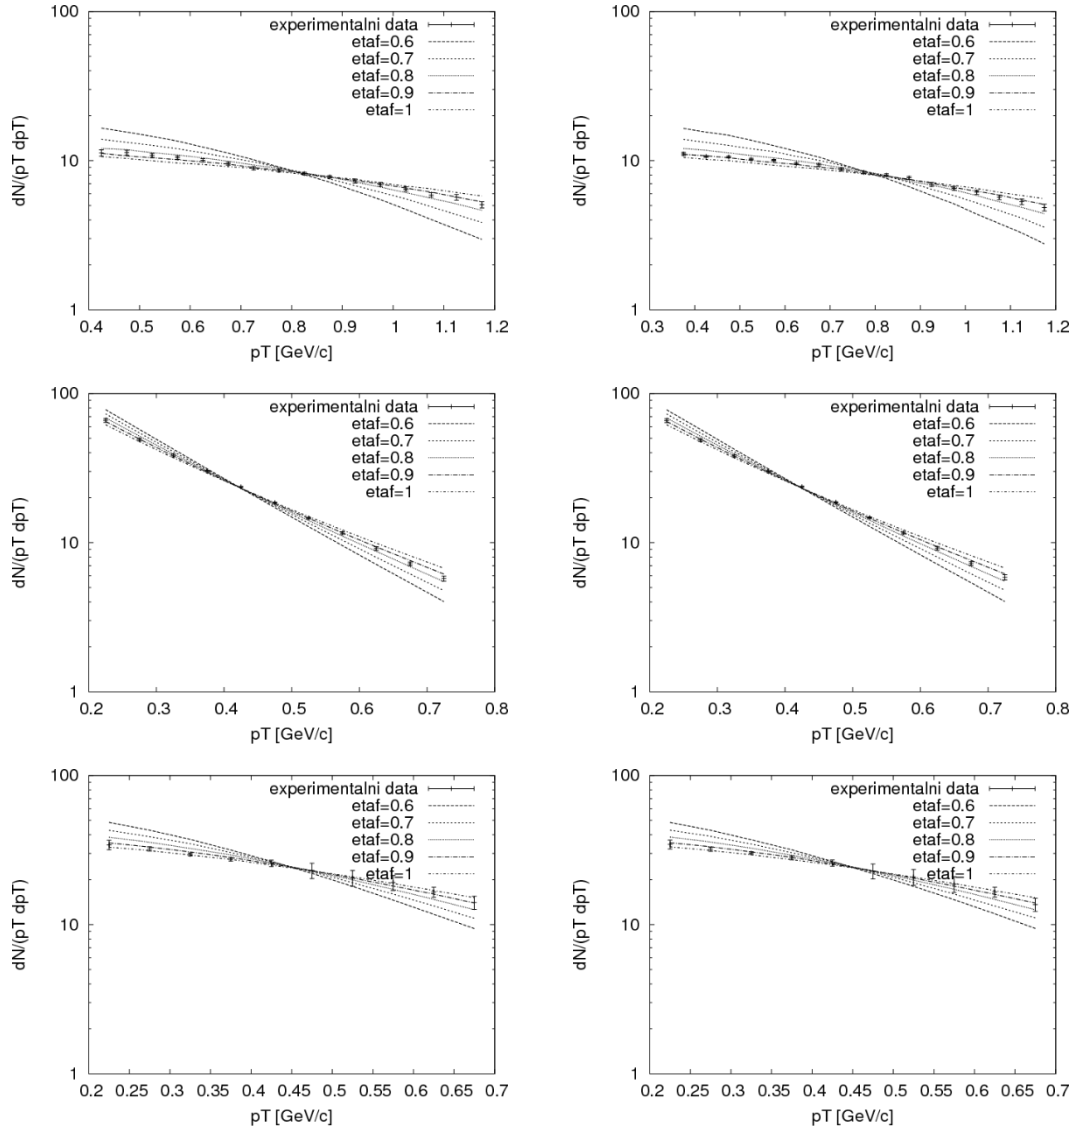 100
10
1
dN/(pT dpT)
experimentalni data
etaf=0.6
etaf=0.7
etaf=0.8
etaf=0.9
etaf=1
0.4 0.5 0.6 0.7 0.8 0.9 1 1.1 1.2
pT [GeV/c]
100
10
1
dN/(pT dpT)
experimentalni data
etaf=0.6
etaf=0.7
etaf=0.8
etaf=0.9
etaf=1
0.3 0.4 0.5 0.6 0.7 0.8 0.9 1 1.1 1.2
pT [GeV/c]
100
10
1
dN/(pT dpT)
experimentalni data
etaf=0.6
etaf=0.7
etaf=0.8
etaf=0.9
etaf=1
0.2 0.3 0.4 0.5 0.6 0.7 0.8
pT [GeV/c]
100
10
1
dN/(pT dpT)
experimentalni data
etaf=0.6
etaf=0.7
etaf=0.8
etaf=0.9
etaf=1
0.2 0.3 0.4 0.5 0.6 0.7 0.8
pT [GeV/c]
100
10
1
dN/(pT dpT)
experimentalni data
etaf=0.6
etaf=0.7
etaf=0.8
etaf=0.9
etaf=1
0.2 0.25 0.3 0.35 0.4 0.45 0.5 0.55 0.6 0.65 0.7
pT [GeV/c]
100
10
1
dN/(pT dpT)
experimentalni data
etaf=0.6
etaf=0.7
etaf=0.8
etaf=0.9
etaf=1
0.2 0.25 0.3 0.35 0.4 0.45 0.5 0.55 0.6 0.65 0.7
pT [GeV/c]